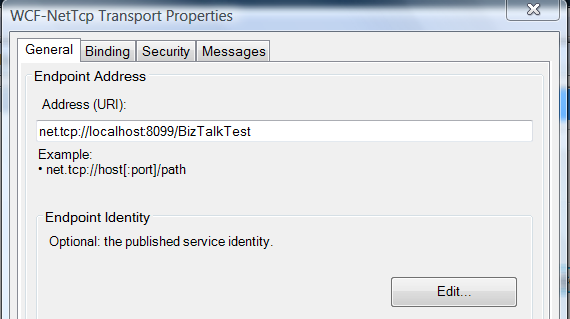 WCF-NetTcp Transport Properties
General Binding Security Messages
Endpoint Address
Address (URI):
net.tcp://localhost:8099/BizTalkTest
Example:
• net.tcp://host[:port]/path
Endpoint Identity
Optional: the published service identity.
Edit...